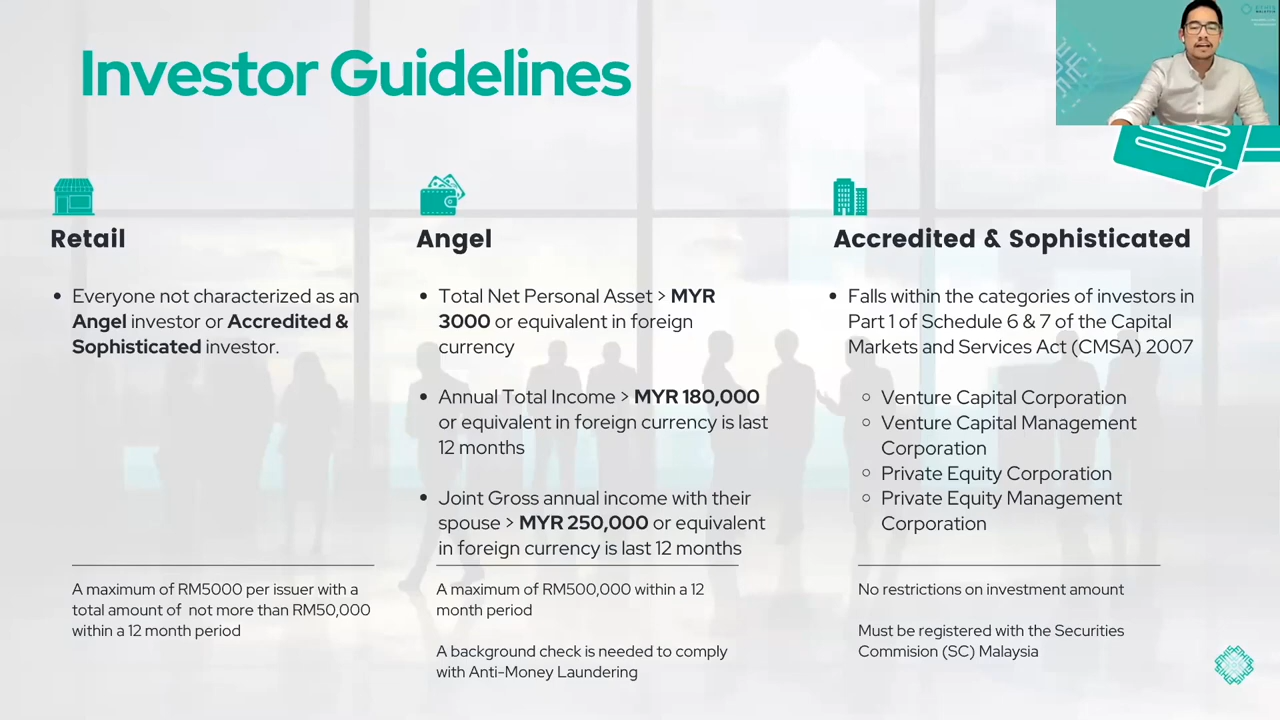 Investor Guidelines
Retail
Everyone not characterized as an
Angel investor or Accredited &
Sophisticated investor.
A maximum of RM5000 per issuer with a
total amount of not more than RM50,000
within a 12 month period
Angel
Total Net Personal Asset > MYR
3000 or equivalent in foreign
currency
Annual Total Income > MYR 180,000
or equivalent in foreign currency is last
12 months
Joint Gross annual income with their
spouse > MYR 250,000 or equivalent
in foreign currency is last 12 months
A maximum of RM500,000 within a 12
month period
A background check is needed to comply
with Anti-Money Laundering
Accredited & Sophisticated
Falls within the categories of investors in
Part 1 of Schedule 6 & 7 of the Capital
Markets and Services Act (CMSA) 2007
Venture Capital Corporation
Venture Capital Management
Corporation
Private Equity Corporation
Private Equity Management
Corporation
No restrictions on investment amount
Must be registered with the Securities
Commision (SC) Malaysia